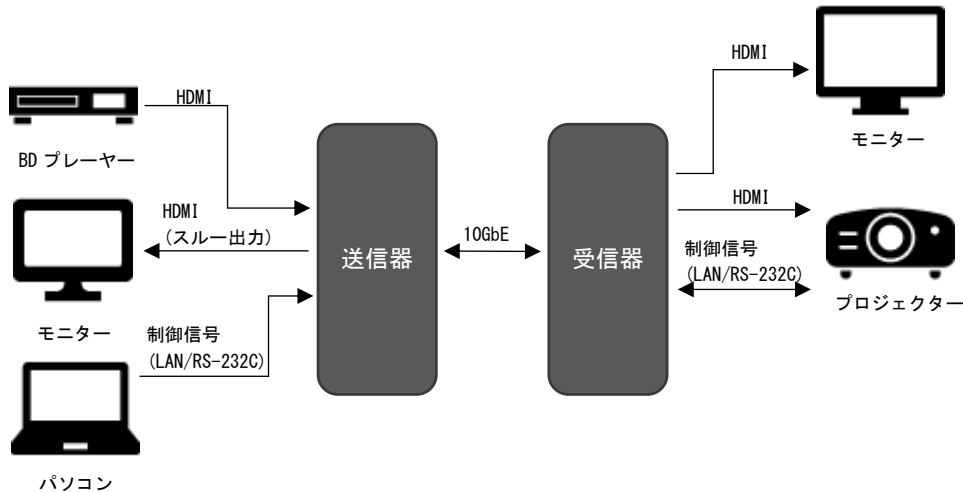 HDMI
BD プレーヤー
HDMI
(スルー出力)
モニター
制御信号
(LAN/RS-232C)
パソコン
送信器
10GbE
受信器
HDMI
モニター
HDMI
制御信号
(LAN/RS-232C)
プロジェクター